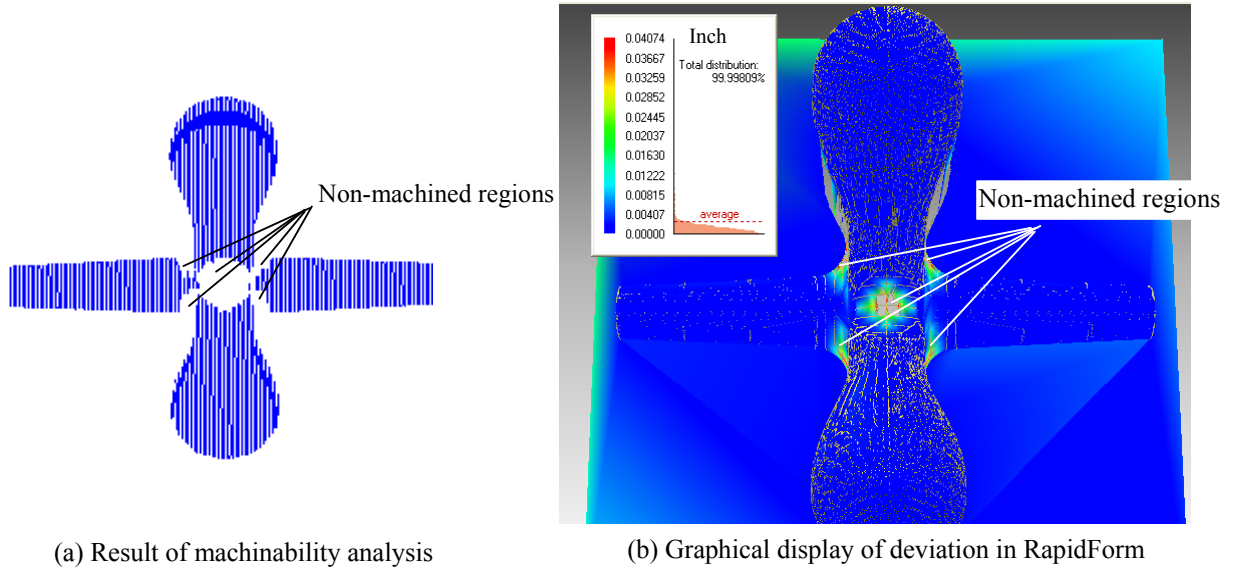 Non-machined regions
(a) Result of machinability analysis
Inch
Total distribution:
99.99809%
0.04074
0.03667
0.03259
0.02852
0.02445
0.02037
0.01630
0.01222
0.00815
0.00407
0.00000
average
Non-machined regions
(b) Graphical display of deviation in RapidForm